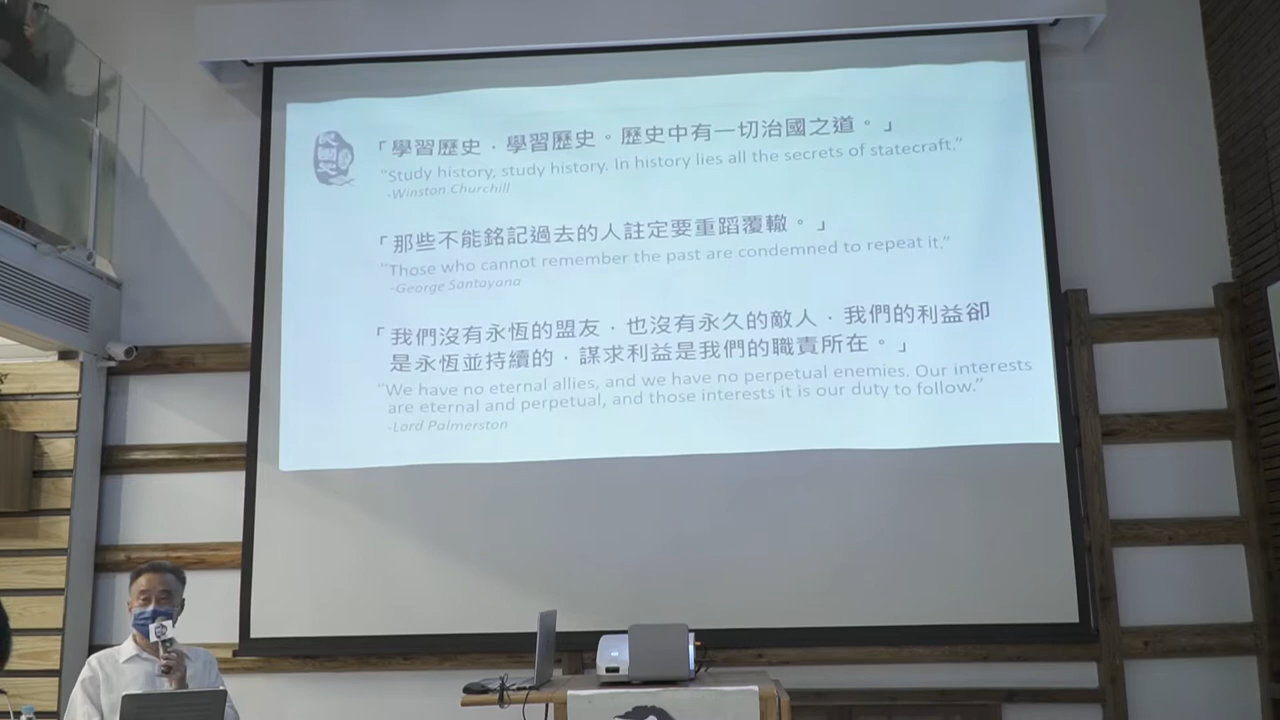 「學習歷史，學習歷史。歷史中有一切治國之道。」
“Study history, study history. In history lies all the secrets of statecraft.”
-Winston Churchill
「那些不能銘記過去的人註定要重蹈覆轍。」
“Those who cannot remember the past are condemned to repeat it.”
-George Santayana
「我們沒有永恆的盟友，也沒有永久的敵人，我們的利益卻
是永恆並持續的，謀求利益是我們的職責所在。」
“We have no eternal allies, and we have no perpetual enemies. Our interests
are eternal and perpetual, and those interests it is our duty to follow.”
-Lord Palmerston